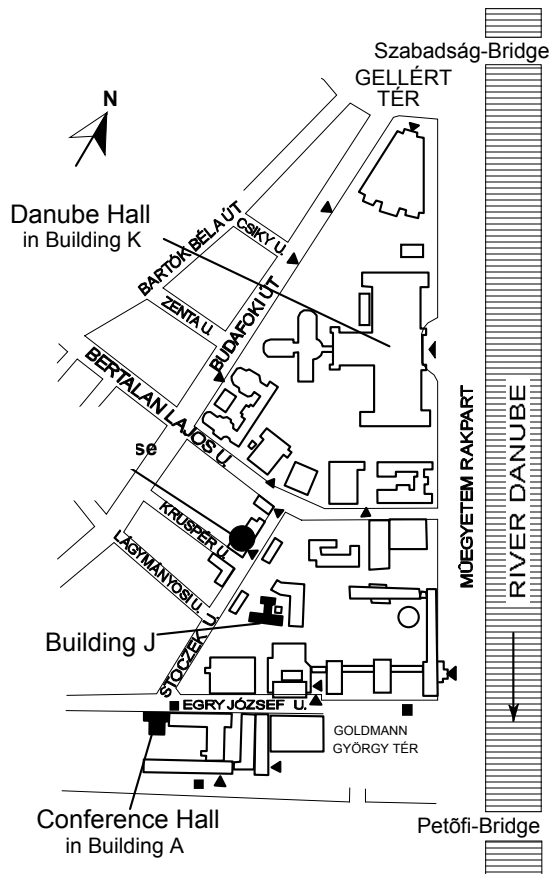 Szabadság-Bridge
GELLÉRT
TÉR
N
Danube Hall
in Building K
BARTÓK BÉLA ÚT
CSIKY U.
ZENTA U.
BUDAFOKI ÚT
BERTALAN LAJOS U.
se
MŰEGYETEM RAKPART
RIVER DANUBE
KRUSPER U.
LÁGYMÁNYOSI U.
Building J
STOCZEK U.
EGRY JÓZSEF U.
GOLDMANN
GYÖRGY TÉR
Conference Hall
in Building A
Petõfi-Bridge